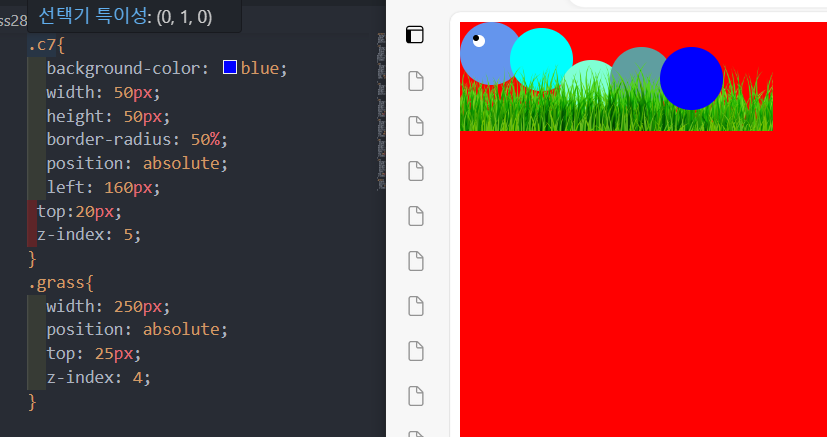 ss28
선택기 특이성: (0, 1, 0)
.c7{
background-color: blue;
width: 50px;
height: 50px;
border-radius: 50%;
position: absolute;
left: 160px;
top:20px;
z-index: 5;
}
.grass{
width: 250px;
position: absolute;
top: 25px;
z-index: 4;
}